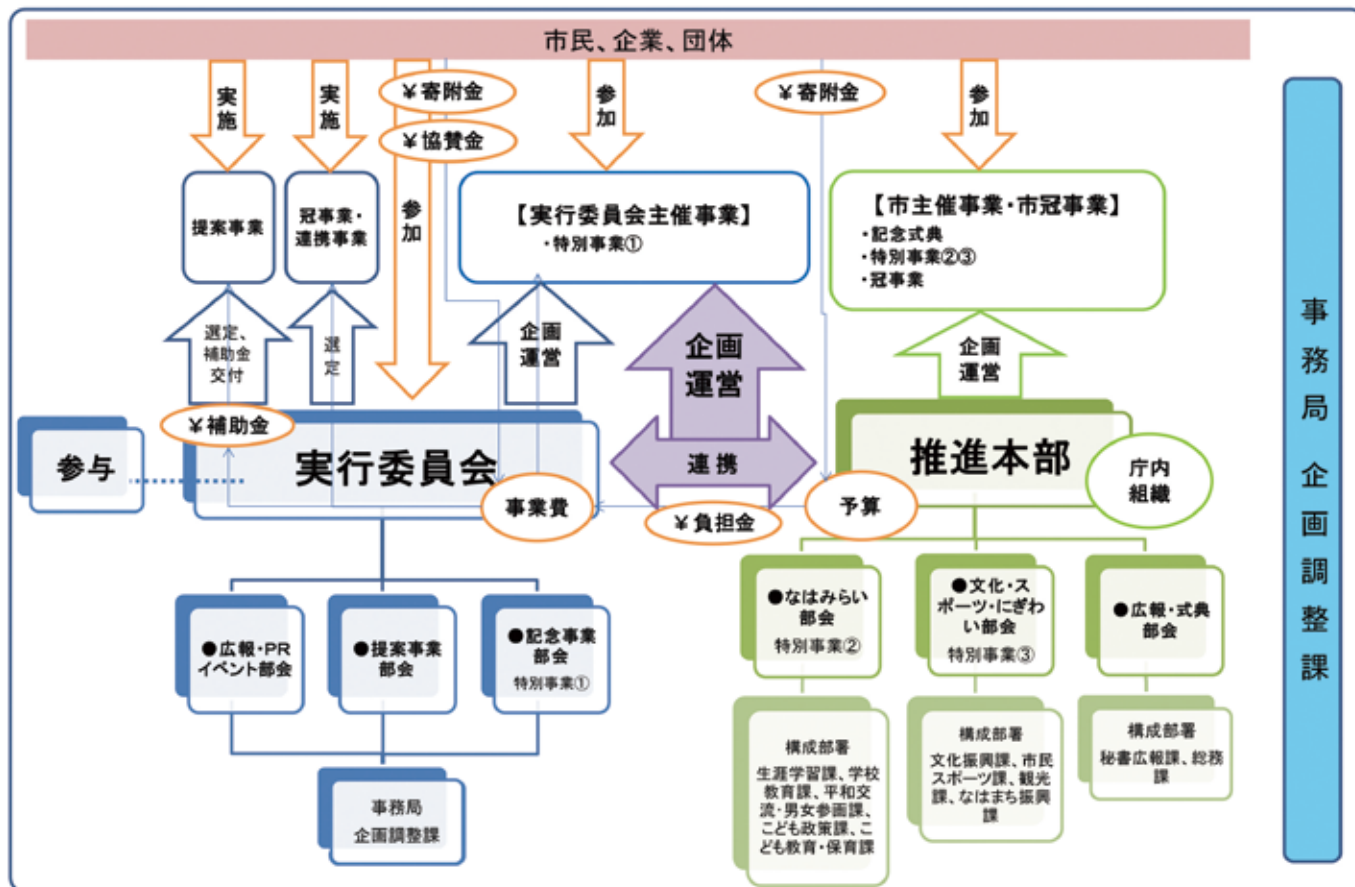 市民、企業、団体
実施
実施
¥寄附金
¥協賛金
参加
¥寄附金
参加
提案事業
冠事業・
連携事業
参加
【実行委員会主催事業】
・特別事業①
【市主催事業・市冠事業】
・記念式典
・特別事業②③
・冠事業
選定、
補助金
交付
選定
企画
運営
企画
運営
企画
運営
¥補助金
参与
実行委員会
連携
推進本部
庁内
組織
事業費
¥負担金
予算
●広報・PR
イベント部会
●提案事業
部会
●記念事業
部会
特別事業①
●なはみらい
部会
特別事業②
●文化・ス
ポーツ・にぎわ
い部会
特別事業③
●広報・式典
部会
事務局
企画調整課
構成部署
生涯学習課、学校
教育課、平和交
流・男女参画課、
こども政策課、こ
ども教育・保育課
構成部署
文化振興課、市民
スポーツ課、観光
課、なはまち振興
課
構成部署
秘書広報課、総務
課
事務局 企画調整課